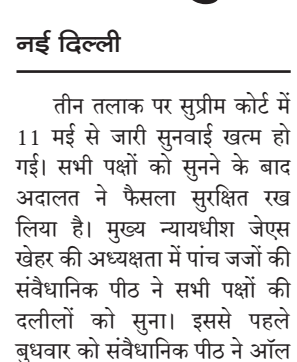 नई दिल्ली
तीन तलाक पर सुप्रीम कोर्ट में
11 मई से जारी सुनवाई खत्म हो
गई। सभी पक्षों को सुनने के बाद
अदालत ने फैसला सुरक्षित रख
लिया है। मुख्य न्यायधीश जेएस
खेहर की अध्यक्षता में पांच जजों की
संवैधानिक पीठ ने सभी पक्षों की
दलीलों को सुना। इससे पहले
बुधवार को संवैधानिक पीठ ने ऑल